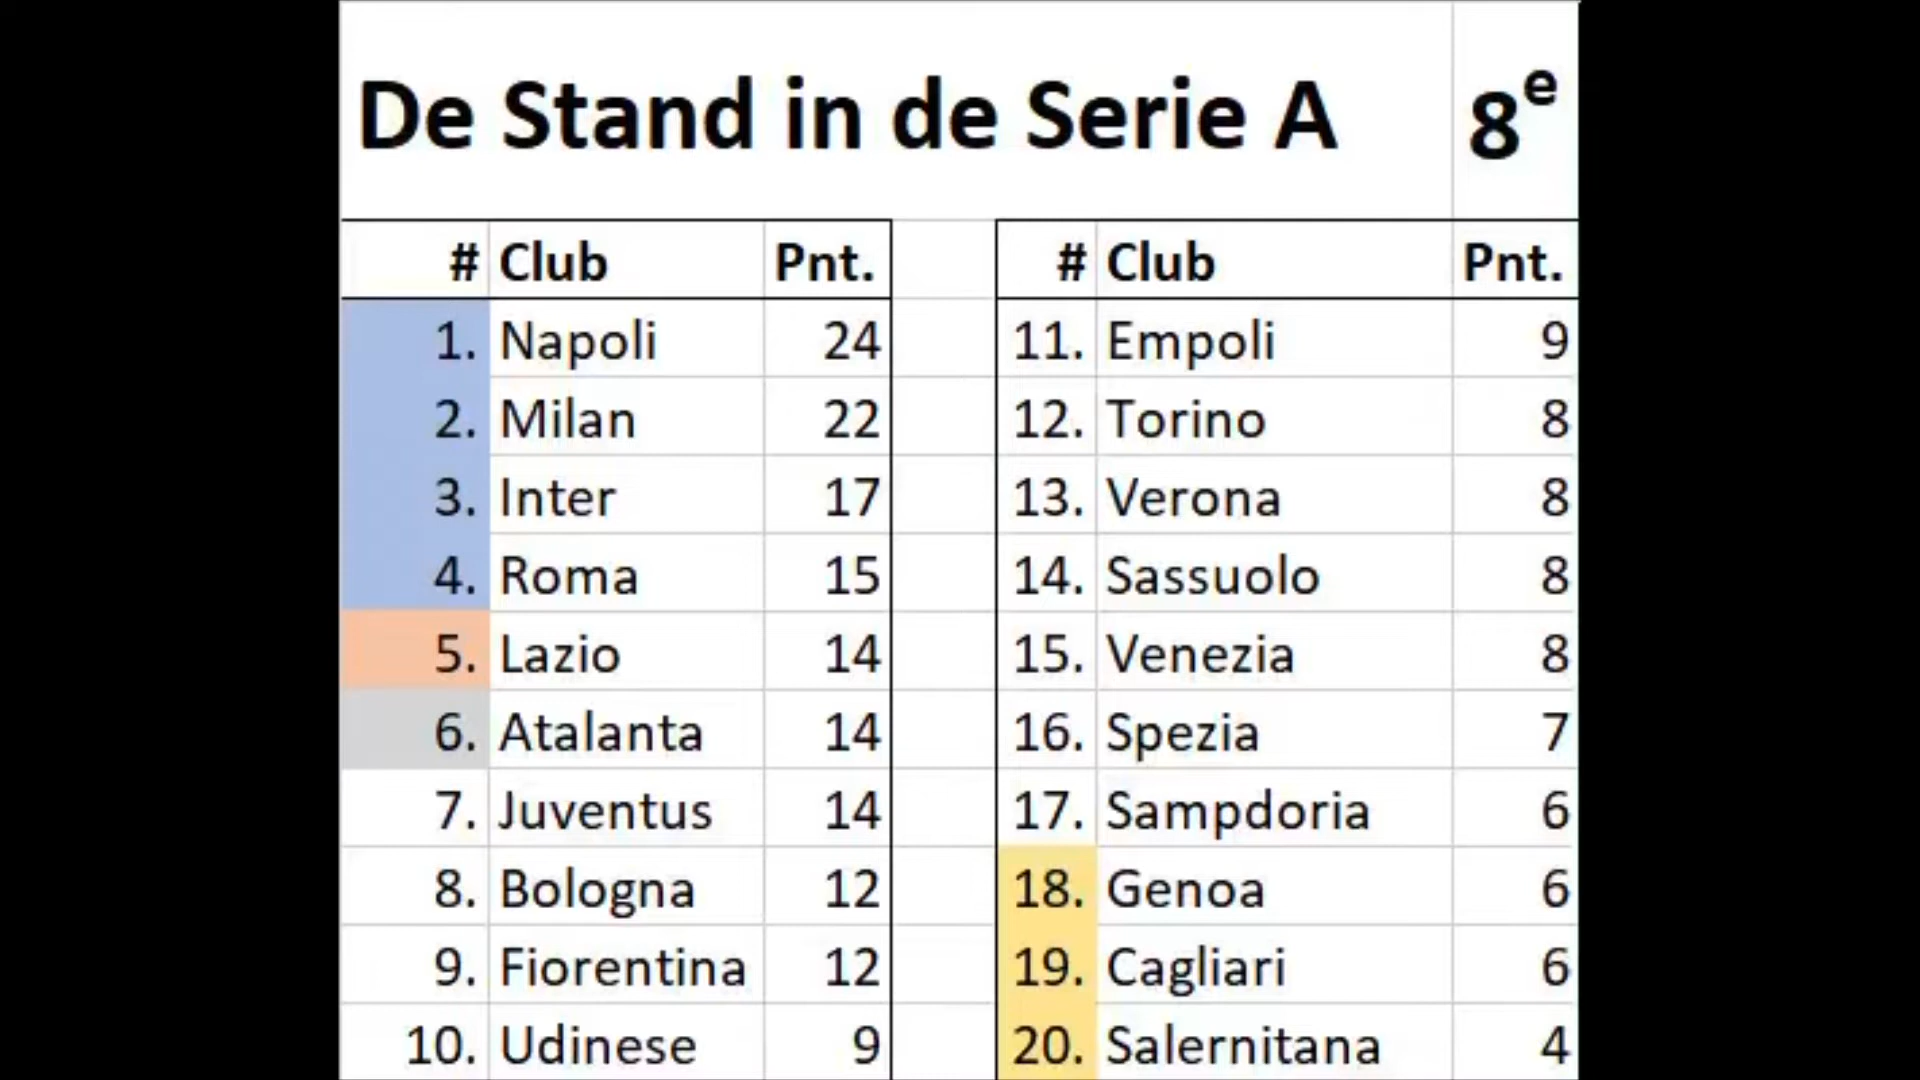 De Stand in de Serie A 8e
# Club Pnt.
1. Napoli 24
2. Milan 22
3. Inter 17
4. Roma 15
5. Lazio 14
6. Atalanta 14
7. Juventus 14
8. Bologna 12
9. Fiorentina 12
10. Udinese 9
# Club Pnt.
11. Empoli 9
12. Torino 8
13. Verona 8
14. Sassuolo 8
15. Venezia 8
16. Spezia 7
17. Sampdoria 6
18. Genoa 6
19. Cagliari 6
20. Salernitana 4